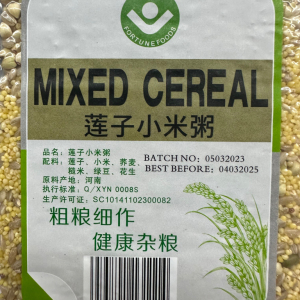 FORTUNE FOODS
MIXED CEREAL
莲子小米粥
品名：莲子小米粥
配料：莲子、小米、荞麦、
糙米、绿豆、花生
原料产地：河南
执行标准：Q/XYN 0008S
生产许可证：SC10141102300082
BATCH NO: 05032023
BEST BEFORE: 04032025
粗粮细作
健康杂粮